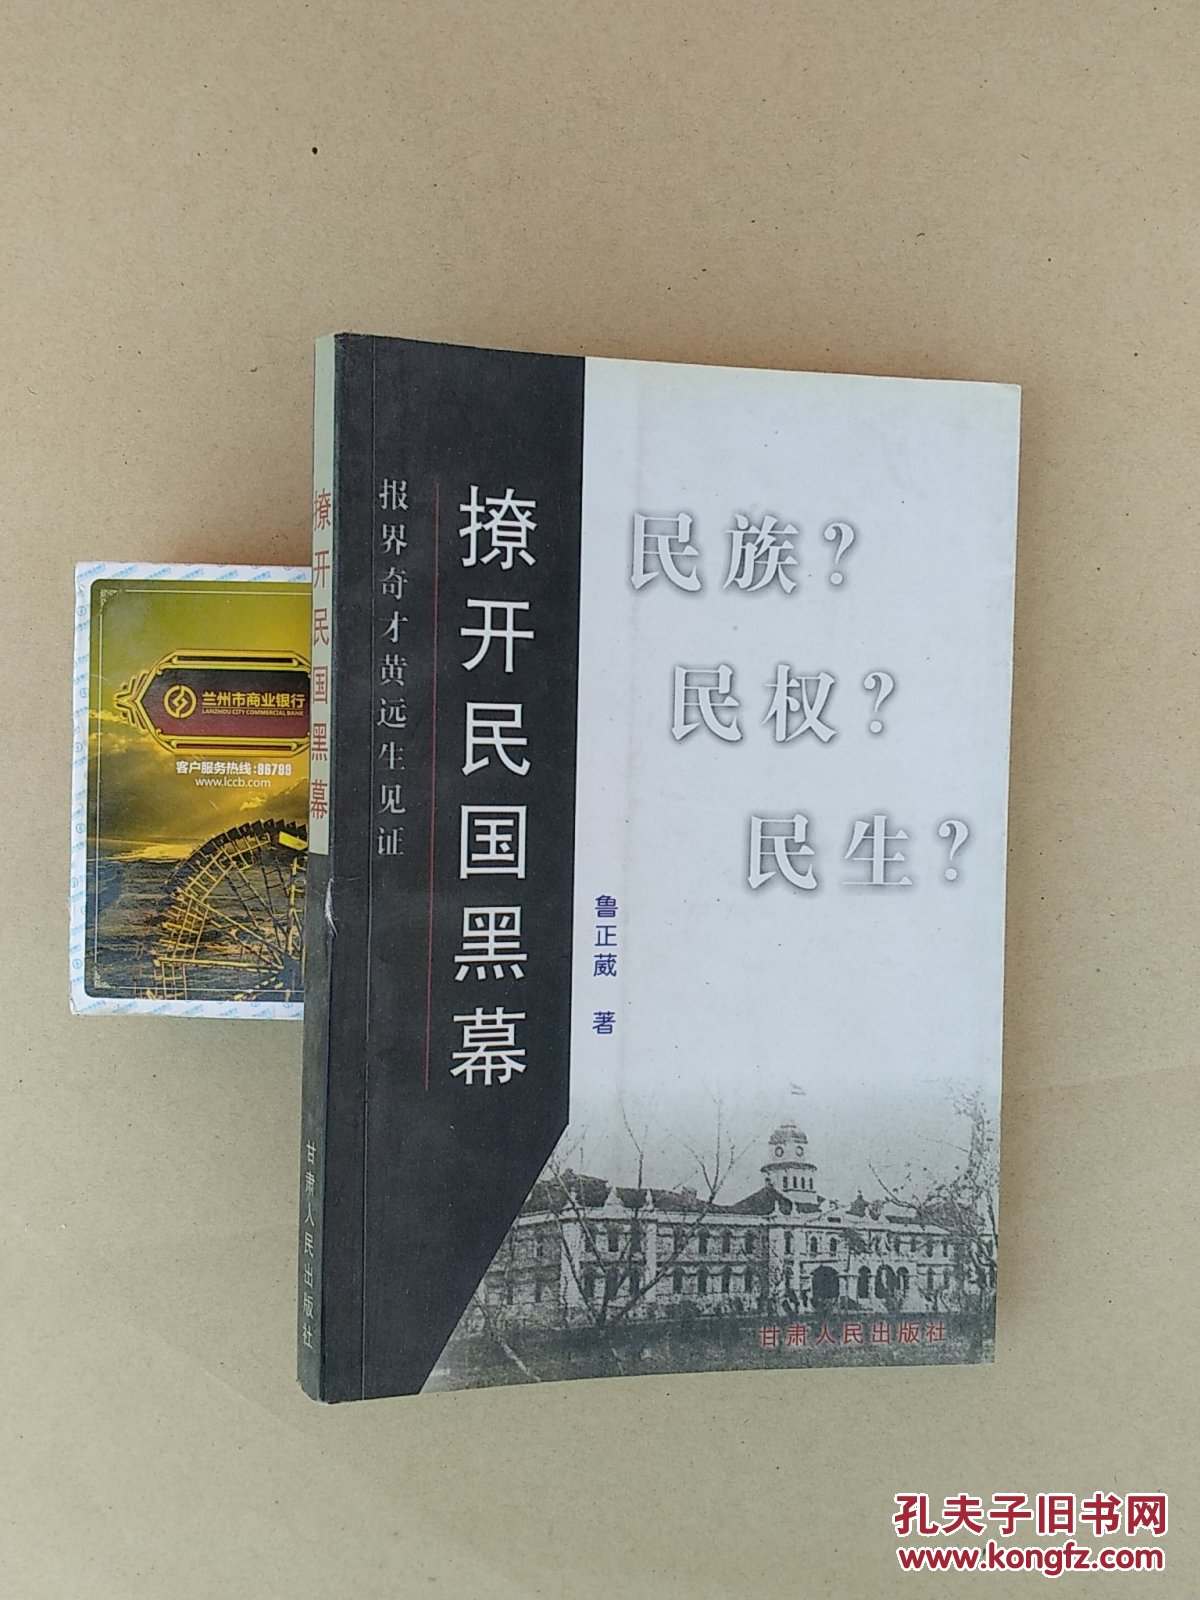 兰州市商业银行
LANZHOU CITY COMMERCIAL BANK
客户服务热线:96799
www.lccb.com
撩开民国黑幕
甘肃人民出版社
报界奇才黄远生见证
撩开民国黑幕
民族?
民权?
民生?
鲁正葳 著
甘肃人民出版社
孔夫子旧书网
www.kongfz.com